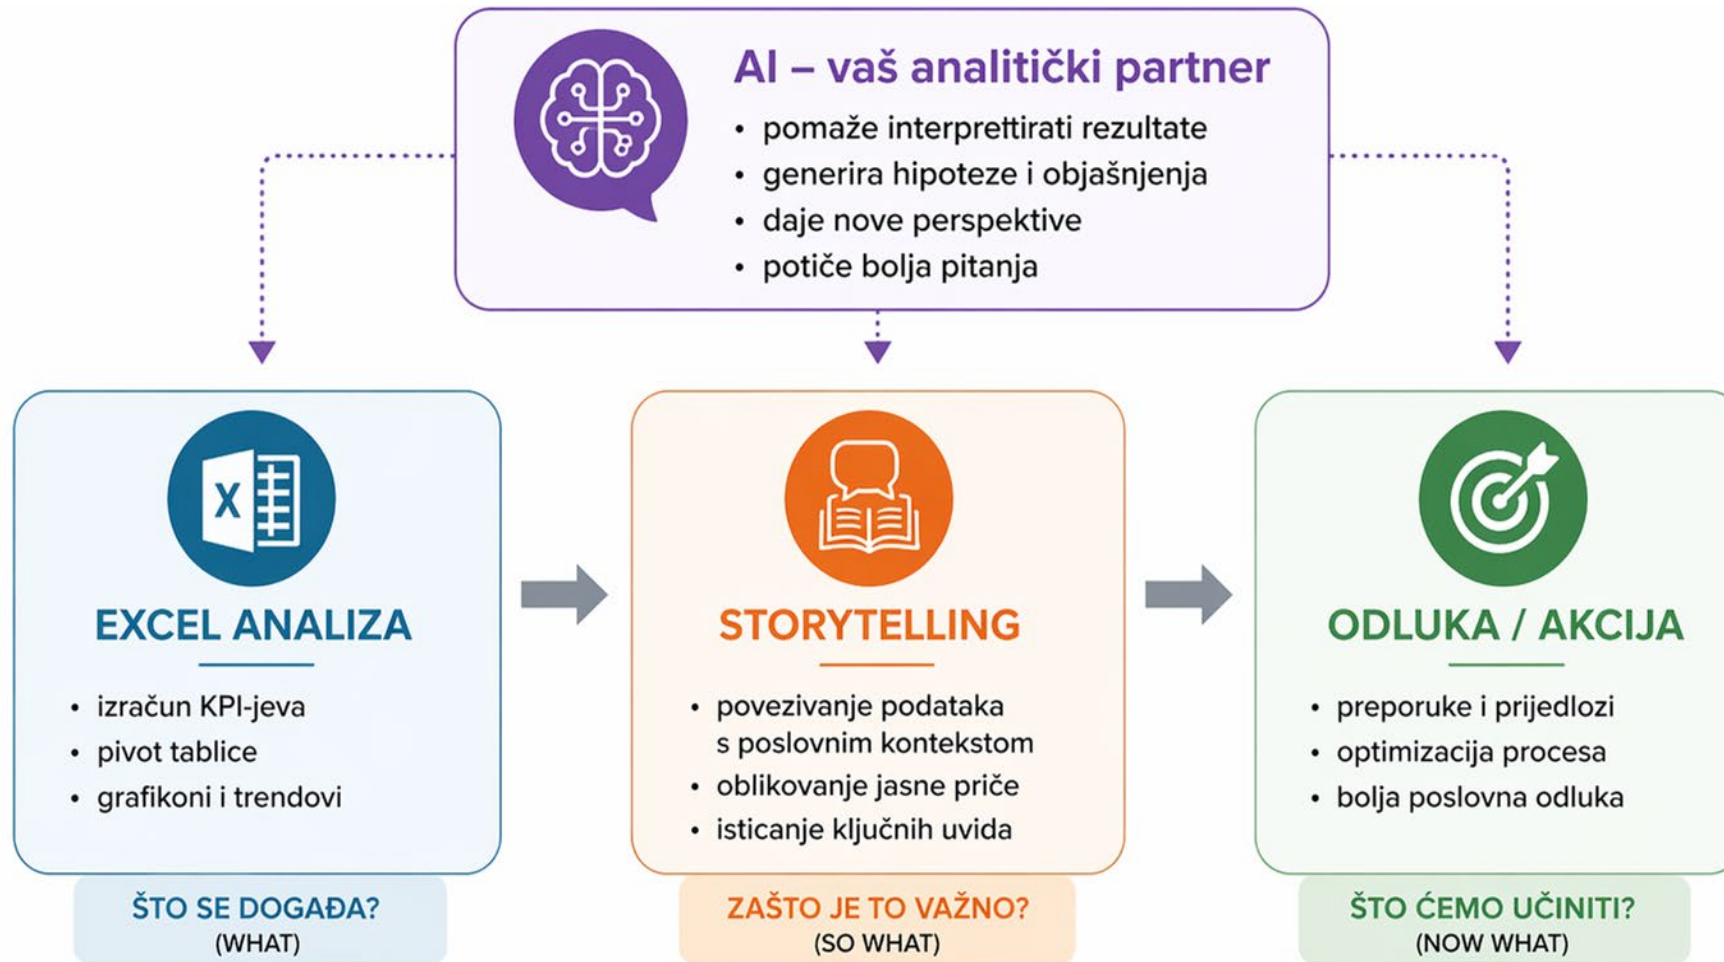 AI – vaš analitički partner
• pomaže interprettirati rezultate
• generira hipoteze i objašnjenja
• daje nove perspektive
• potiče bolja pitanja
X
EXCEL ANALIZA
• izračun KPI-jeva
• pivot tablice
• grafikoni i trendovi
ŠTO SE DOGAĐA?
(WHAT)
STORYTELLING
• povezivanje podataka
s poslovnim kontekstom
• oblikovanje jasne priče
• isticanje ključnih uvida
ZAŠTO JE TO VAŽNO?
(SO WHAT)
ODLUKA / AKCIJA
• preporuke i prijedlozi
• optimizacija procesa
• bolja poslovna odluka
ŠTO ĆEMO UČINITI?
(NOW WHAT)